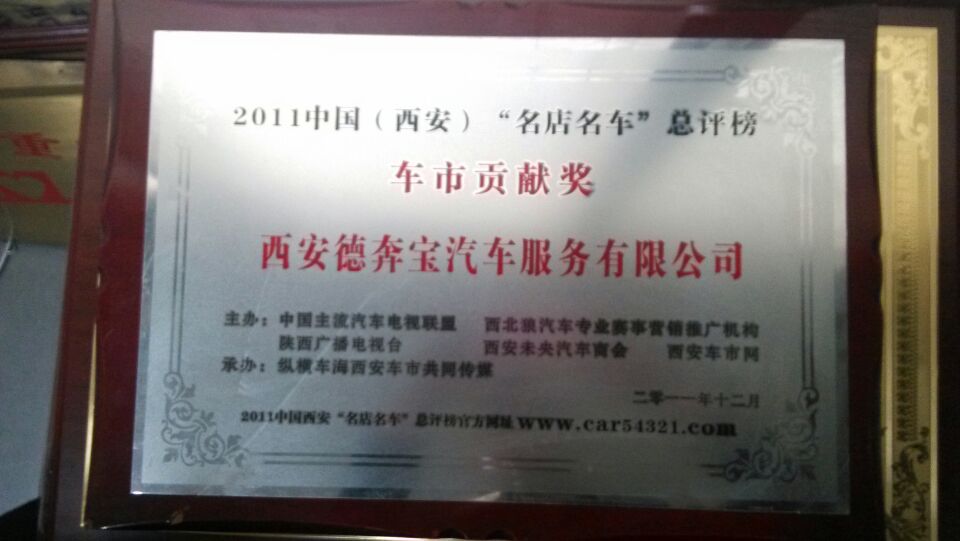 2011中国（西安）“名店名车”总评榜
车市贡献奖
西安德奔宝汽车服务有限公司
主办：中国主流汽车电视联盟 西北狼汽车专业赛事营销推广机构
陕西广播电视台 西安未央汽车商会 西安车市网
承办：纵横车海西安车市共同传媒
二零一一年十二月
2011中国西安“名店名车”总评榜官方网址 www.car54321.com